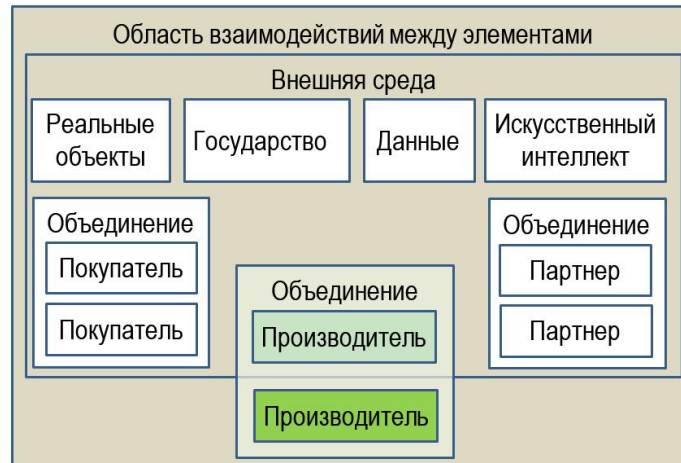 Область взаимодействий между элементами
Внешняя среда
Реальные
объекты
Государство
Данные
Искусственный
интеллект
Объединение
Покупатель
Покупатель
Объединение
Производитель
Производитель
Объединение
Партнер
Партнер